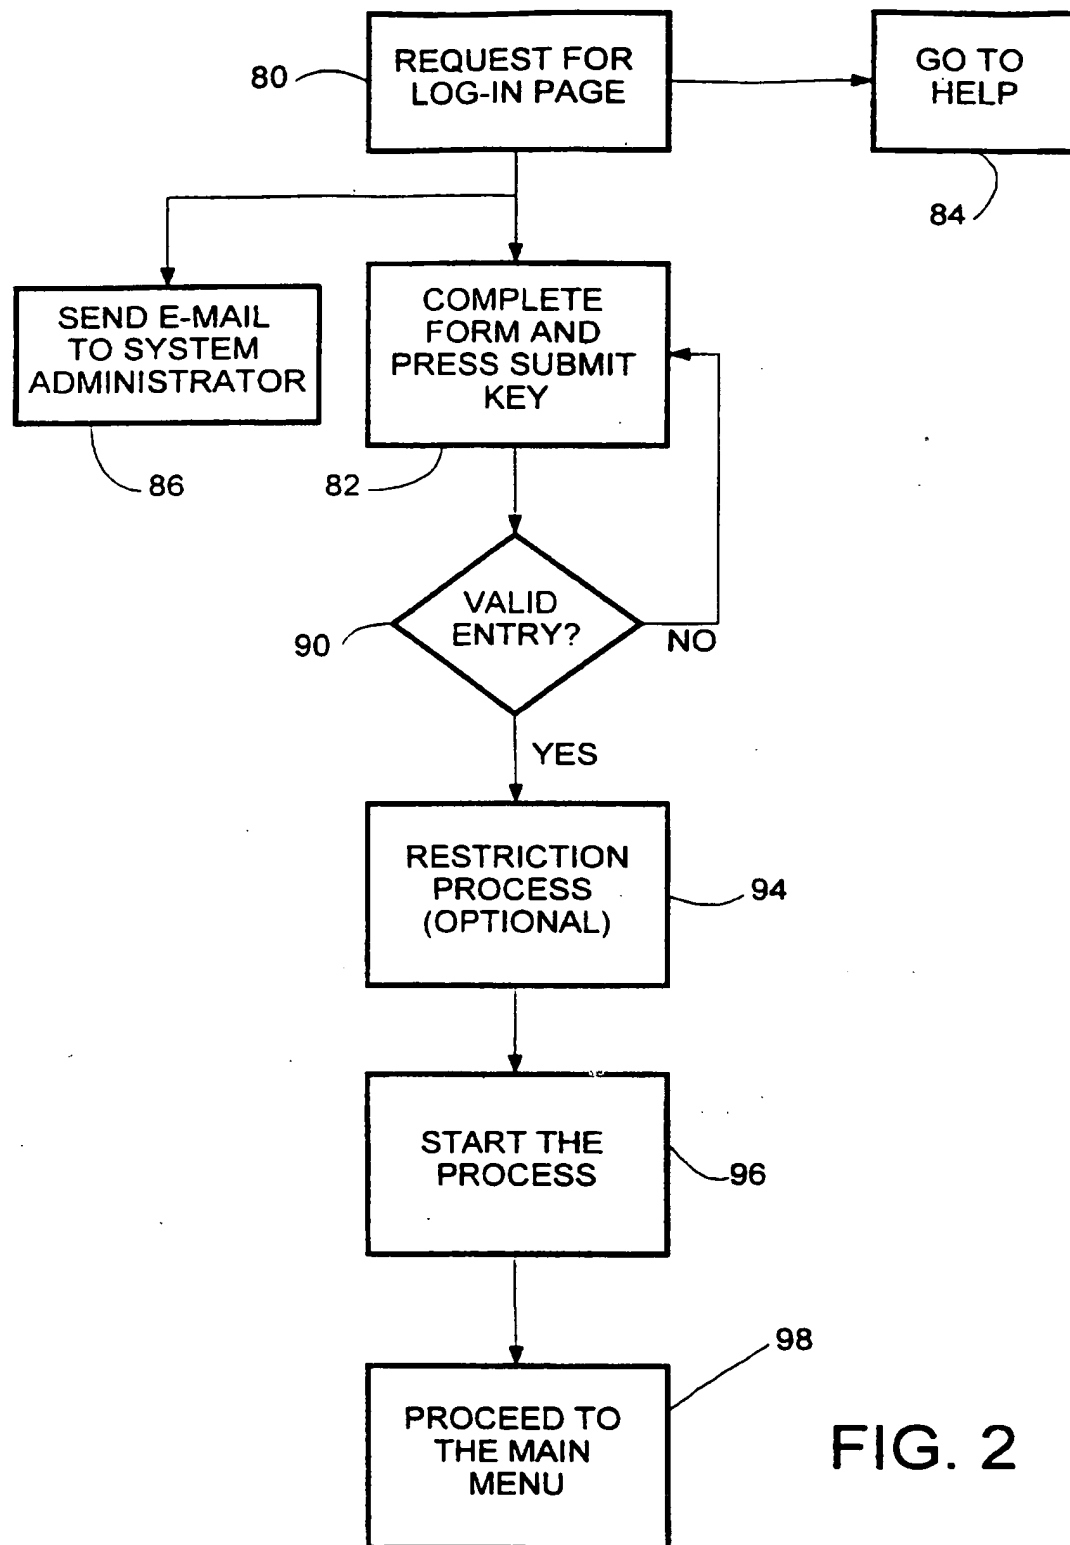 80
REQUEST FOR
LOG-IN PAGE
GO TO
HELP
84
SEND E-MAIL
TO SYSTEM
ADMINISTRATOR
86
COMPLETE
FORM AND
PRESS SUBMIT
KEY
82
VALID
ENTRY?
90
NO
YES
RESTRICTION
PROCESS
(OPTIONAL)
94
START THE
PROCESS
96
98
PROCEED TO
THE MAIN
MENU
FIG. 2